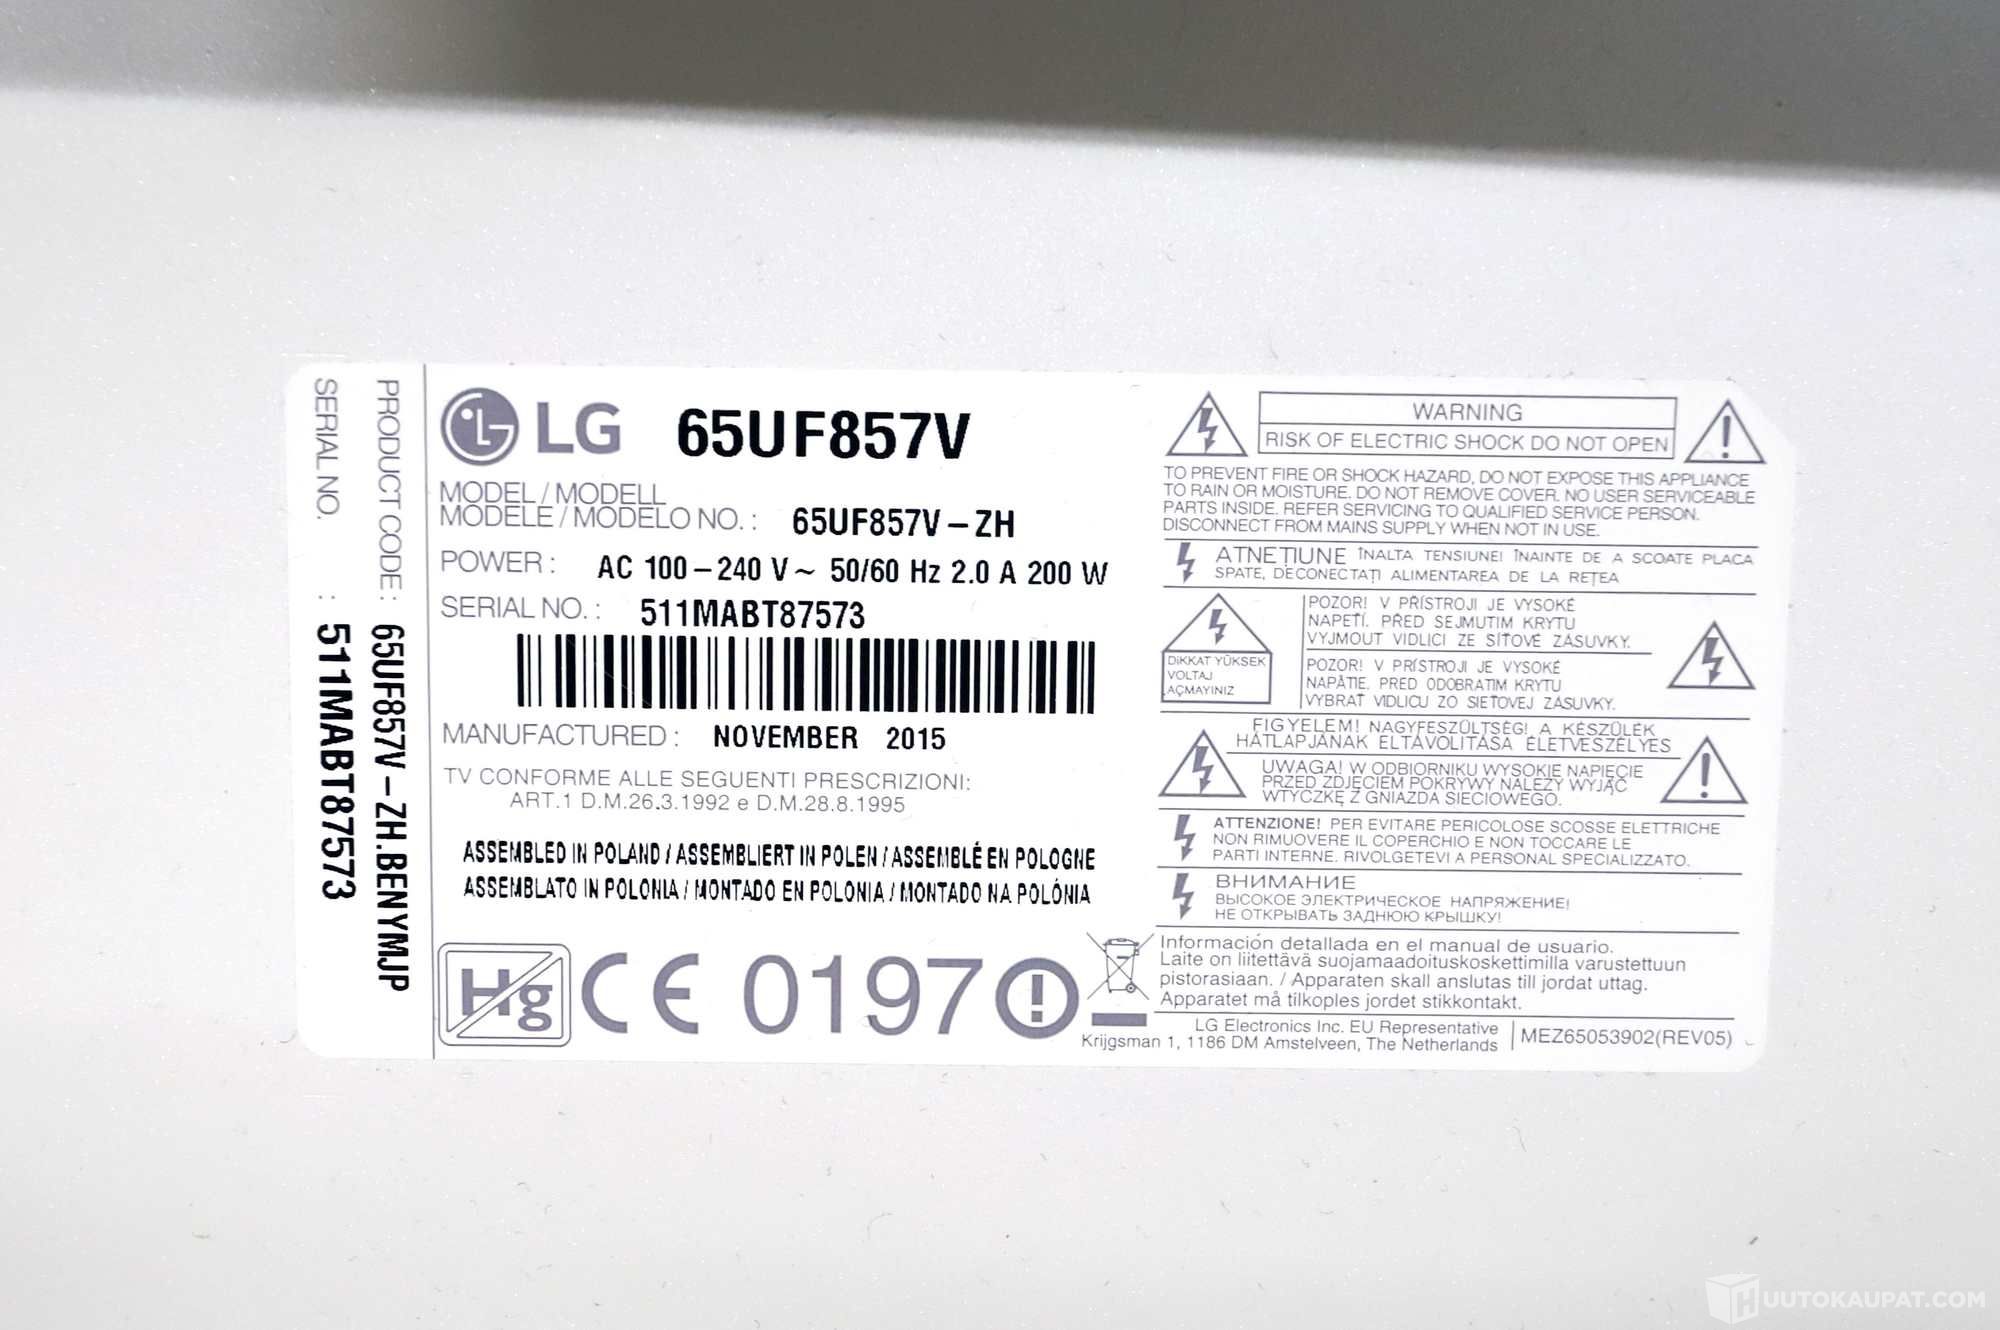 SERIAL NO. : 511MABT87573
PRODUCT CODE : 65UF857V-ZH.BENYMJP
LG 65UF857V
MODEL / MODELL
MODELE / MODELO NO. : 65UF857V-ZH
POWER : AC 100-240 V~ 50/60 Hz 2.0 A 200 W
SERIAL NO. : 511MABT87573
MANUFACTURED : NOVEMBER 2015
TV CONFORME ALLE SEGUENTI PRESCRIZIONI:
ART.1 D.M.26.3.1992 e D.M.28.8.1995
ASSEMBLED IN POLAND / ASSEMBLIERT IN POLEN / ASSEMBLÉ EN POLOGNE
ASSEMBLATO IN POLONIA / MONTADO EN POLONIA / MONTADO NA POLÓNIA
Hg CE 0197
WARNING
RISK OF ELECTRIC SHOCK DO NOT OPEN
TO PREVENT FIRE OR SHOCK HAZARD, DO NOT EXPOSE THIS APPLIANCE
TO RAIN OR MOISTURE. DO NOT REMOVE COVER. NO USER SERVICEABLE
PARTS INSIDE. REFER SERVICING TO QUALIFIED SERVICE PERSON.
DISCONNECT FROM MAINS SUPPLY WHEN NOT IN USE.
ATNEȚIUNE ÎNALTA TENSIUNE! ÎNAINTE DE A SCOATE PLACA
SPATE, DECONECTAȚI ALIMENTAREA DE LA REȚEA
DİKKAT YÜKSEK
VOLTAJ
AÇMAYINIZ
POZOR! V PŘÍSTROJI JE VYSOKÉ
NAPĚTÍ. PŘED SEJMUTIM KRYTU
VYJMOUT VIDLICI ZE SÍŤOVÉ ZÁSUVKY.
POZOR! V PRÍSTROJI JE VYSOKÉ
NAPÄTIE. PRED ODOBRATIM KRYTU
VYBRAŤ VIDLICU ZO SIEŤOVEJ ZÁSUVKY.
FIGYELEM! NAGYFESZÜLTSÉG! A KÉSZÜLÉK
HÁTLAPJÁNAK ELTÁVOLÍTÁSA ÉLETVESZÉLYES
UWAGA! W ODBIORNIKU WYSOKIE NAPIĘCIE
PRZED ZDJĘCIEM POKRYWY NALEŻY WYJĄĆ
WTYCZKĘ Z GNIAZDA SIECIOWEGO.
ATTENZIONE! PER EVITARE PERICOLOSE SCOSSE ELETTRICHE
NON RIMUOVERE IL COPERCHIO E NON TOCCARE LE
PARTI INTERNE. RIVOLGETEVI A PERSONAL SPECIALIZZATO.
ВНИМАНИЕ
ВЫСОКОЕ ЭЛЕКТРИЧЕСКОЕ НАПРЯЖЕНИЕ!
НЕ ОТКРЫВАТЬ ЗАДНЮЮ КРЫШКУ!
Información detallada en el manual de usuario.
Laite on liitettävä suojamaadoituskoskettimilla varustettuun
pistorasiaan. / Apparaten skall anslutas till jordat uttag.
Apparatet må tilkoples jordet stikkontakt.
LG Electronics Inc. EU Representative
Krijgsman 1, 1186 DM Amstelveen, The Netherlands
MEZ65053902(REV05)
HUUTOKAUPAT.COM